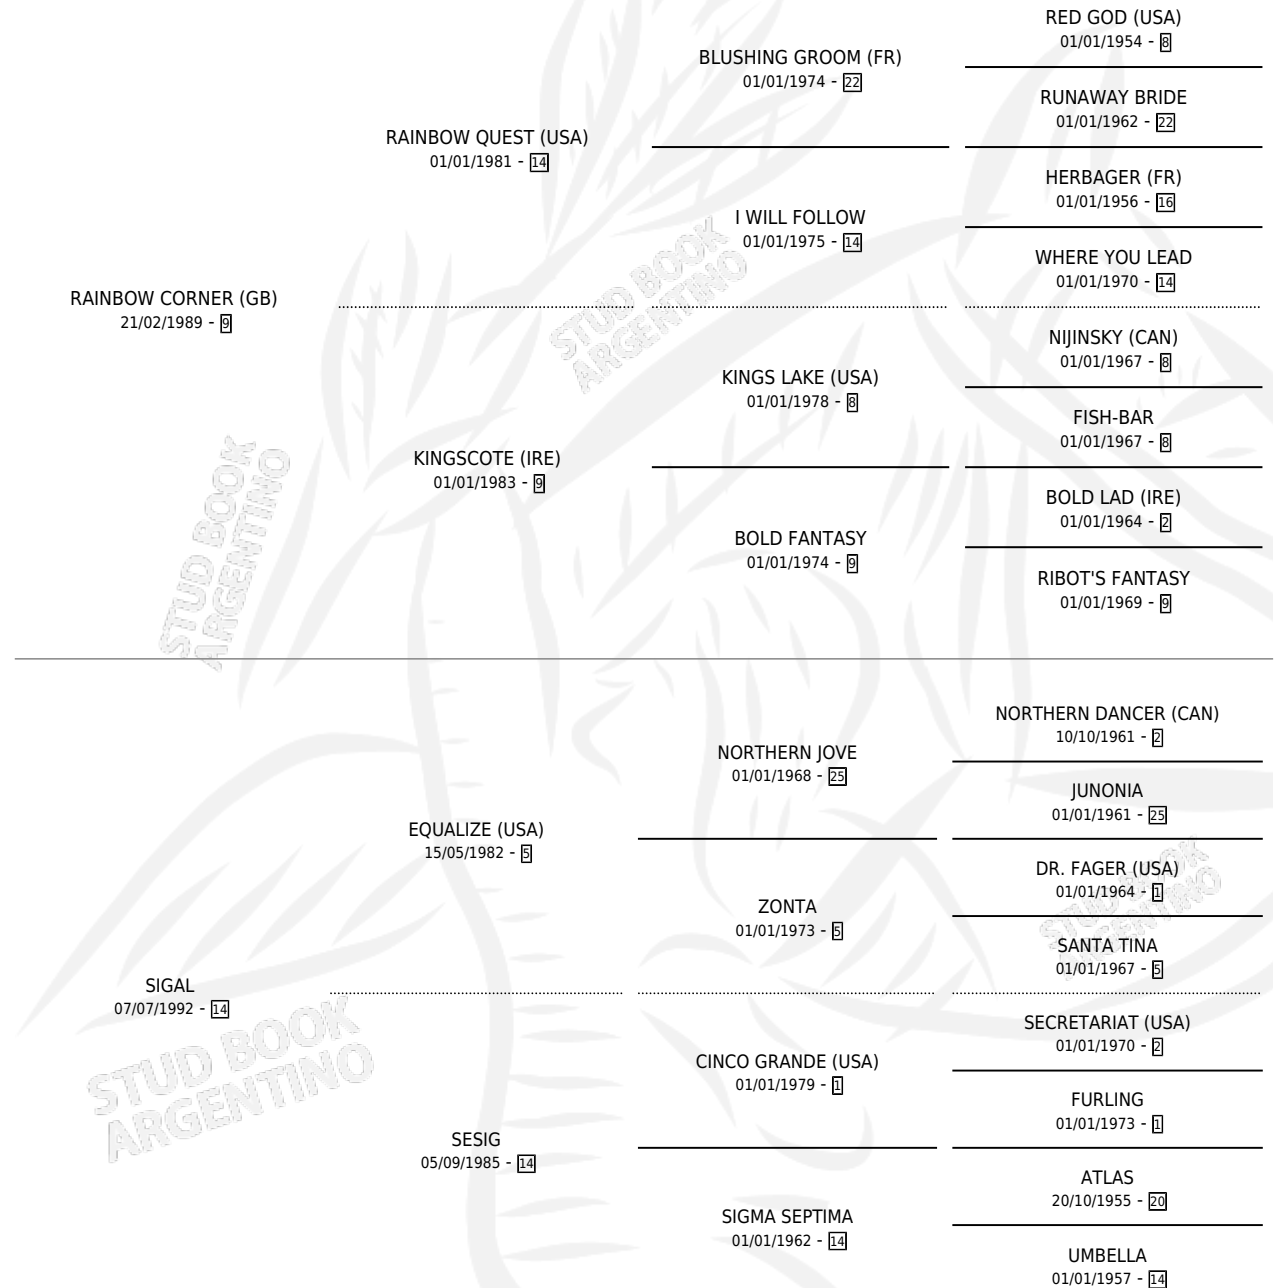 RED GOD (USA)
01/01/1954 - 8
BLUSHING GROOM (FR)
01/01/1974 - 22
RUNAWAY BRIDE
01/01/1962 - 22
RAINBOW QUEST (USA)
01/01/1981 - 14
HERBAGER (FR)
01/01/1956 - 16
I WILL FOLLOW
01/01/1975 - 14
WHERE YOU LEAD
01/01/1970 - 14
RAINBOW CORNER (GB)
21/02/1989 - 9
NIJINSKY (CAN)
01/01/1967 - 8
KINGS LAKE (USA)
01/01/1978 - 8
FISH-BAR
01/01/1967 - 8
KINGSCOTE (IRE)
01/01/1983 - 9
BOLD LAD (IRE)
01/01/1964 - 2
BOLD FANTASY
01/01/1974 - 9
RIBOT'S FANTASY
01/01/1969 - 9
NORTHERN DANCER (CAN)
10/10/1961 - 2
NORTHERN JOVE
01/01/1968 - 25
JUNONIA
01/01/1961 - 25
EQUALIZE (USA)
15/05/1982 - 5
DR. FAGER (USA)
01/01/1964 - 1
ZONTA
01/01/1973 - 5
SANTA TINA
01/01/1967 - 5
SIGAL
07/07/1992 - 14
SECRETARIAT (USA)
01/01/1970 - 2
CINCO GRANDE (USA)
01/01/1979 - 1
FURLING
01/01/1973 - 1
SESIG
05/09/1985 - 14
ATLAS
20/10/1955 - 20
SIGMA SEPTIMA
01/01/1962 - 14
UMBELLA
01/01/1957 - 14
STUD BOOK
ARGENTINO
STUD BOOK
ARGENTINO
STUD BOOK
ARGENTINO
STUD BOOK
ARGENTINO